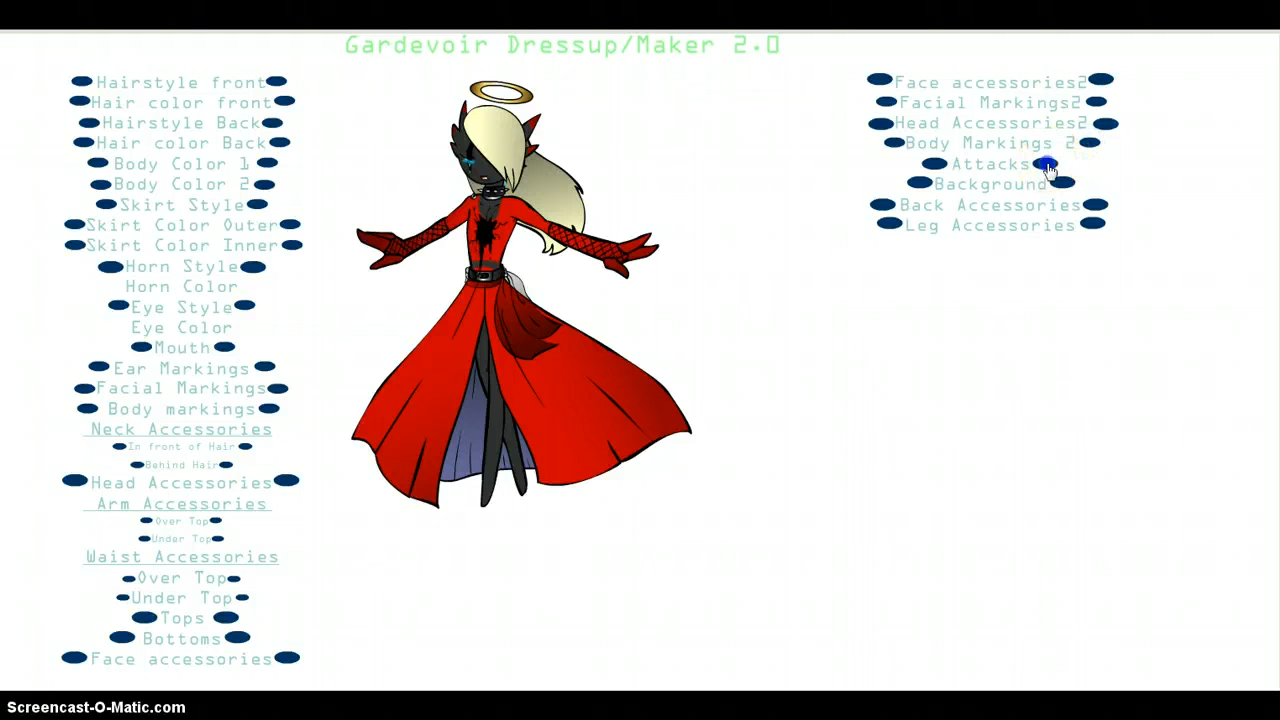 Gardevoir Dressup/Maker 2.0
Hairstyle front
Hair color front
Hairstyle Back
Hair color Back
Body Color 1
Body Color 2
Skirt Style
Skirt Color Outer
Skirt Color Inner
Horn Style
Horn Color
Eye Style
Eye Color
Mouth
Ear Markings
Facial Markings
Body markings
Neck Accessories
In front of Hair
Behind Hair
Head Accessories
Arm Accessories
Over Top
Under Top
Waist Accessories
Over Top
Under Top
Tops
Bottoms
Face accessories
Face accessories2
Facial Markings2
Head Accessories2
Body Markings 2
Attacks
Background
Back Accessories
Leg Accessories
Screencast-O-Matic.com